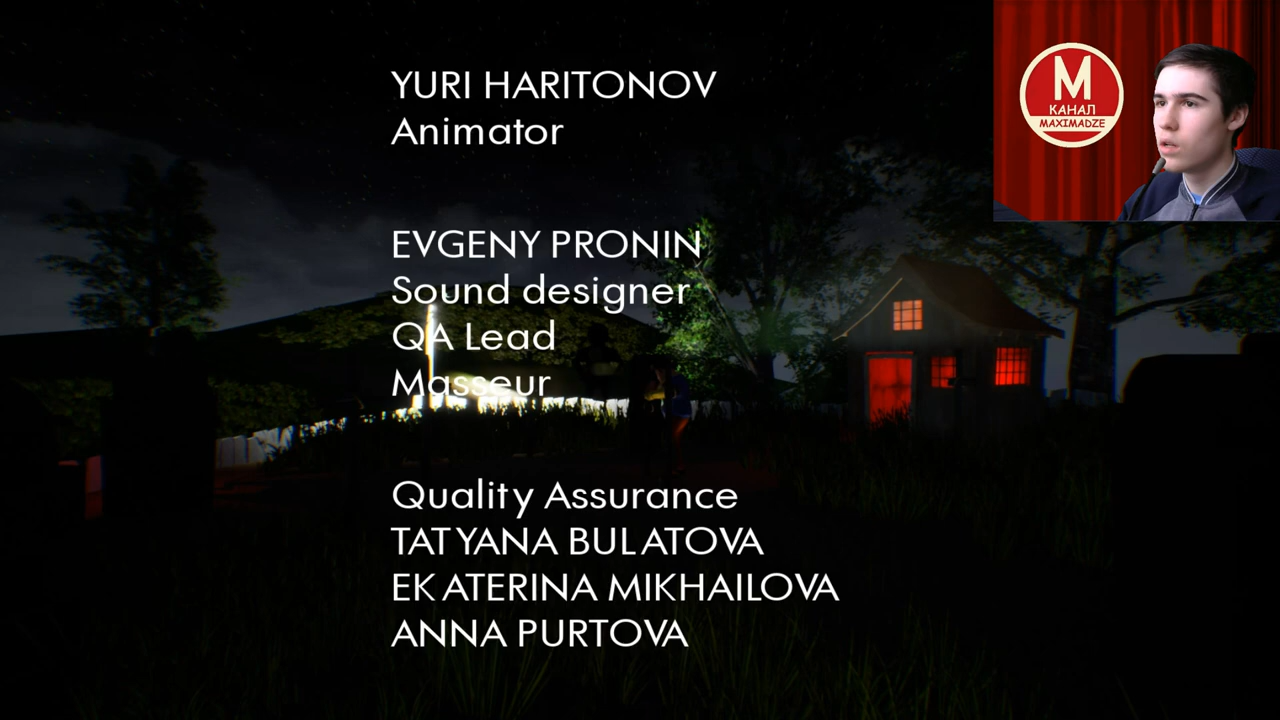 YURI HARITONOV
Animator
EVGENY PRONIN
Sound designer
QA Lead
Masseur
Quality Assurance
TATYANA BULATOVA
EKATERINA MIKHAILOVA
ANNA PURTOVA
М
КАНАЛ
MAXIMADZE